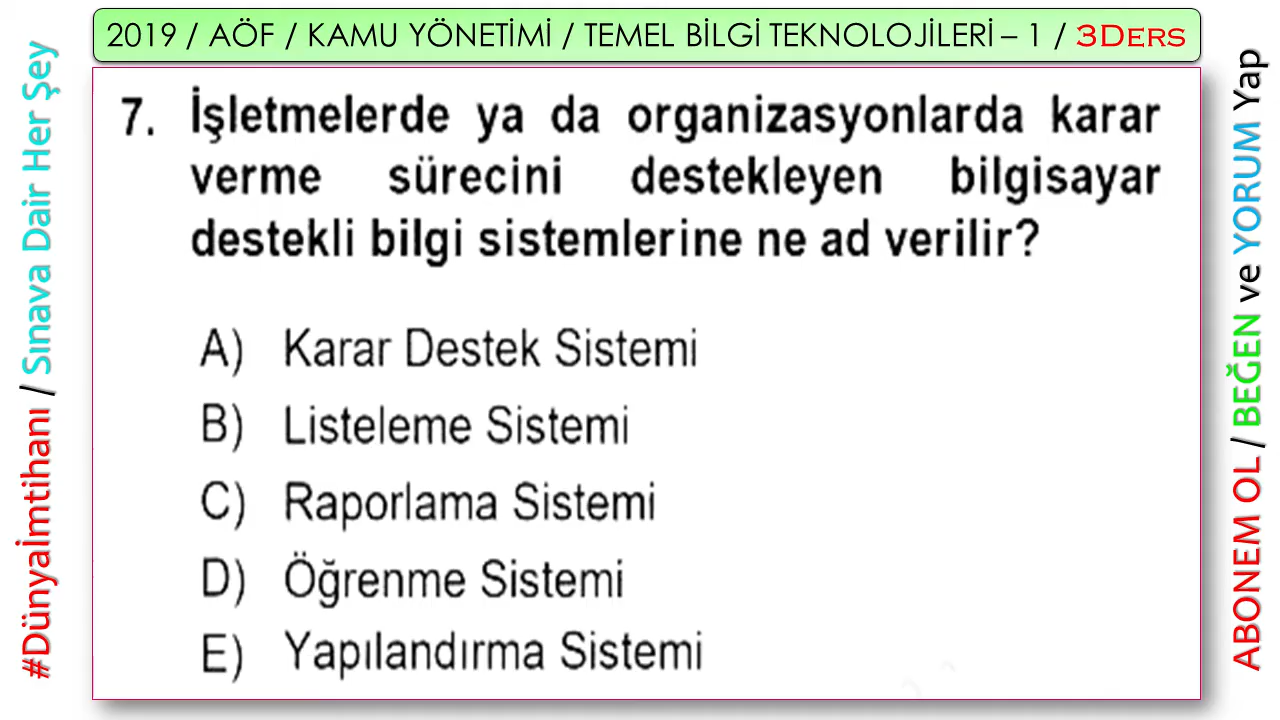 2019 / AÖF / KAMU YÖNETİMİ / TEMEL BİLGİ TEKNOLOJİLERİ – 1 / 3DERS
#Dünyaİmtihanı / Sınava Dair Her Şey
7. İşletmelerde ya da organizasyonlarda karar
verme sürecini destekleyen bilgisayar
destekli bilgi sistemlerine ne ad verilir?
A) Karar Destek Sistemi
B) Listeleme Sistemi
C) Raporlama Sistemi
D) Öğrenme Sistemi
E) Yapılandırma Sistemi
ABONEM OL / BEĞEN ve YORUM Yap